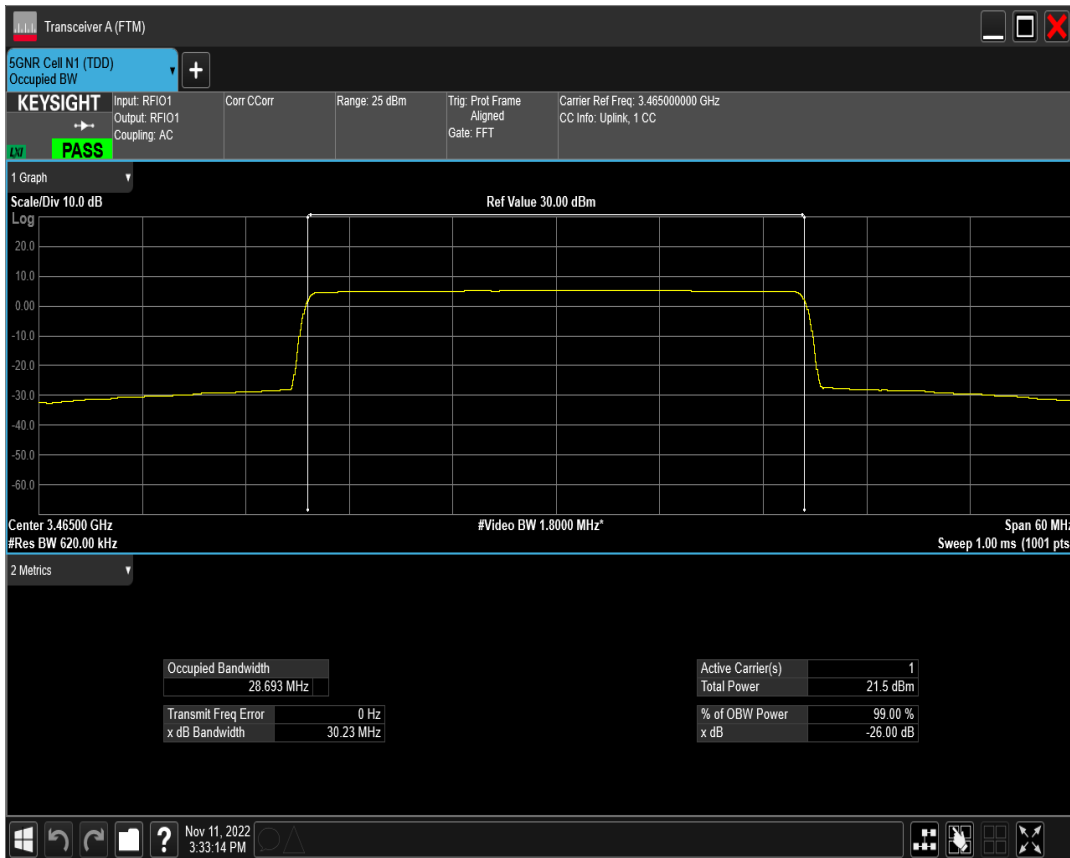 Transceiver A (FTM)
5GNR Cell N1 (TDD)
Occupied BW
+
KEYSIGHT
LXI
PASS
Input: RFIO1
Output: RFIO1
Coupling: AC
Corr CCorr
Range: 25 dBm
Trig: Prot Frame
Aligned
Gate: FFT
Carrier Ref Freq: 3.465000000 GHz
CC Info: Uplink, 1 CC
1 Graph
Scale/Div 10.0 dB
Ref Value 30.00 dBm
Log
20.0
10.0
0.00
-10.0
-20.0
-30.0
-40.0
-50.0
-60.0
Center 3.46500 GHz
#Video BW 1.8000 MHz*
Span 60 MHz
#Res BW 620.00 kHz
Sweep 1.00 ms (1001 pts
2 Metrics
Occupied Bandwidth
28.693 MHz
Transmit Freq Error 0 Hz
x dB Bandwidth 30.23 MHz
Active Carrier(s) 1
Total Power 21.5 dBm
% of OBW Power 99.00 %
x dB -26.00 dB
?
Nov 11, 2022
3:33:14 PM